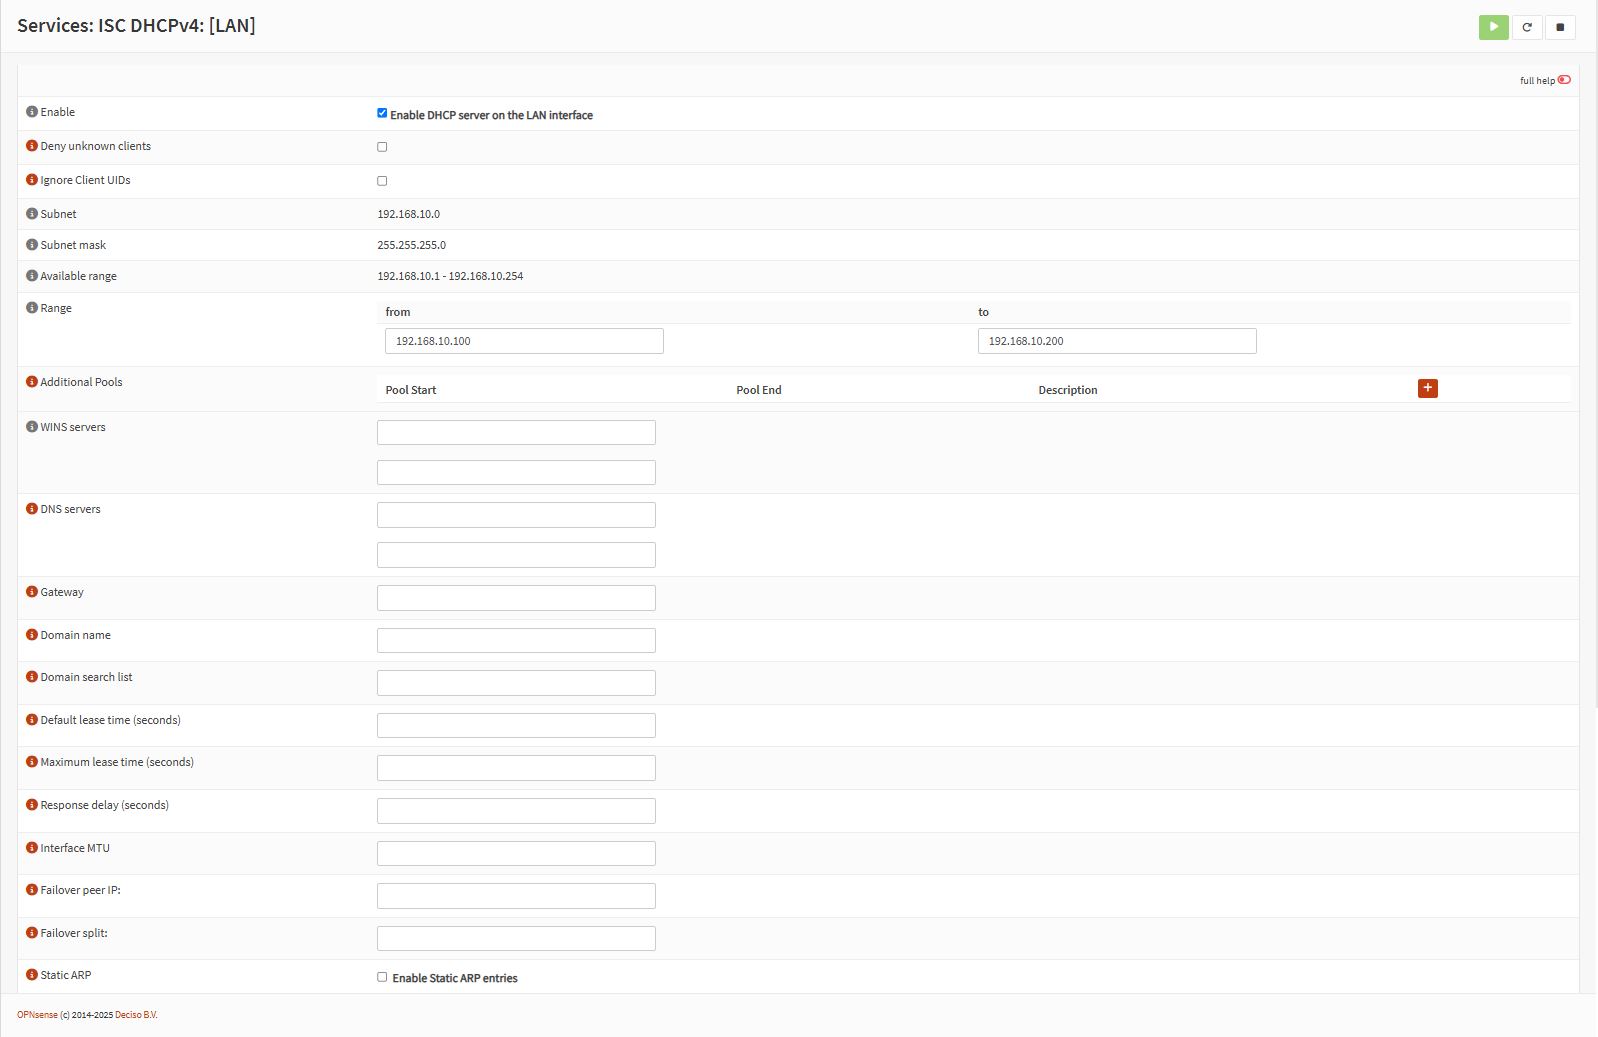 Services: ISC DHCPv4: [LAN]
full help
Enable
Enable DHCP server on the LAN interface
Deny unknown clients
Ignore Client UIDs
Subnet
192.168.10.0
Subnet mask
255.255.255.0
Available range
192.168.10.1 - 192.168.10.254
Range
from to
192.168.10.100 192.168.10.200
Additional Pools
Pool Start Pool End Description
WINS servers
DNS servers
Gateway
Domain name
Domain search list
Default lease time (seconds)
Maximum lease time (seconds)
Response delay (seconds)
Interface MTU
Failover peer IP:
Failover split:
Static ARP
Enable Static ARP entries
OPNsense (c) 2014-2025 Deciso B.V.